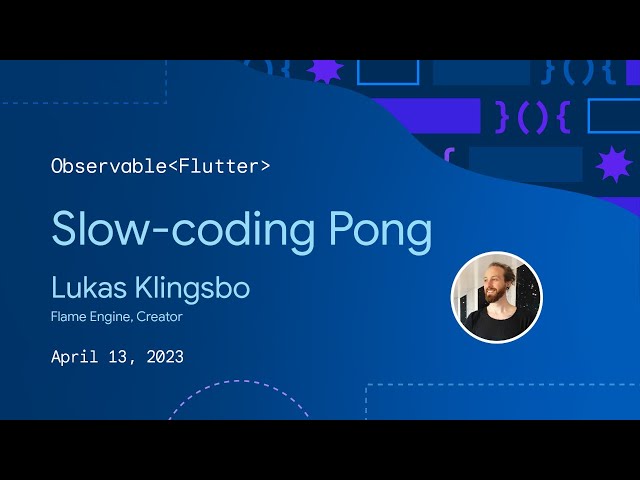 }(){
}(){
{
Observable<Flutter>
Slow-coding Pong
Lukas Klingsbo
Flame Engine, Creator
April 13, 2023